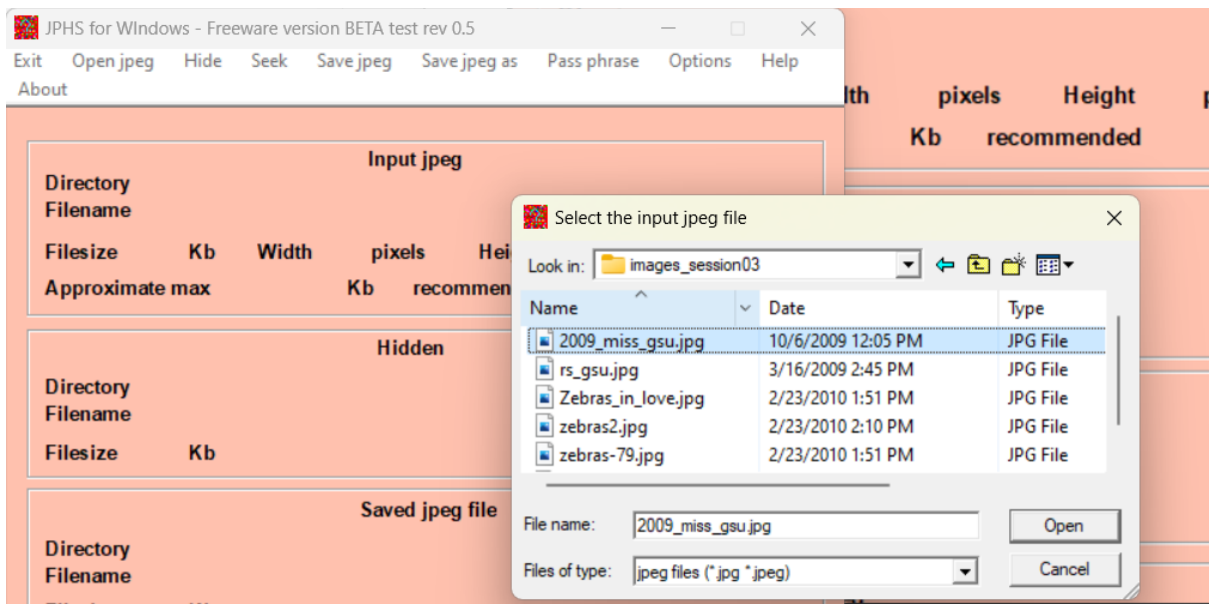 JPHS for WIndows - Freeware version BETA test rev 0.5
Exit Open jpeg Hide Seek Save jpeg Save jpeg as Pass phrase Options Help
About
pixels Height
Kb recommended
Input jpeg
Directory
Filename
Filesize Kb Width pixels Hei
Approximate max Kb recommen
Hidden
Directory
Filename
Filesize Kb
Saved jpeg file
Directory
Filename
Select the input jpeg file
Look in: images_session03
Name Date Type
2009_miss_gsu.jpg 10/6/2009 12:05 PM JPG File
rs_gsu.jpg 3/16/2009 2:45 PM JPG File
Zebras_in_love.jpg 2/23/2010 1:51 PM JPG File
zebras2.jpg 2/23/2010 2:10 PM JPG File
zebras-79.jpg 2/23/2010 1:51 PM JPG File
File name: 2009_miss_gsu.jpg Open
Files of type: jpeg files (*.jpg *.jpeg) Cancel